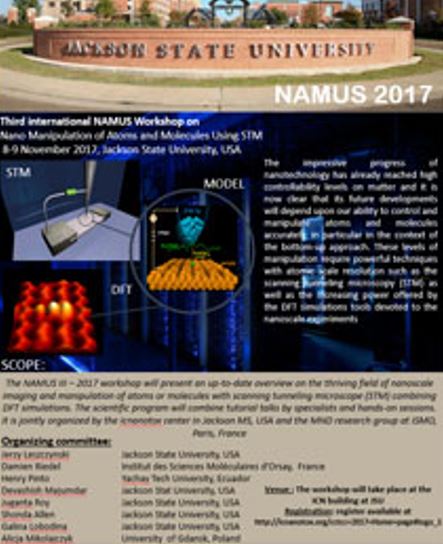 JACKSON STATE UNIVERSITY
NAMUS 2017
Third international NAMUS Workshop on
Nano Manipulation of Atoms and Molecules Using STM
8-9 November 2017, Jackson State University, USA
STM
MODEL
DFT
The impressive progress of
nanotechnology has already reached high
controllability levels on matter and it is
now clear that its future developments
will depend upon our ability to control and
manipulate atoms and molecules
accurately, in particular in the context of
the bottom-up approach. These levels of
manipulation require powerful techniques
with atomic scale resolution such as the
scanning tunneling microscopy (STM) as
well as the increasing power offered by
the DFT simulations tools devoted to the
nanoscale experiments
SCOPE:
The NAMUS III – 2017 workshop will present an up-to-date overview on the thriving field of nanoscale
imaging and manipulation of atoms or molecules with scanning tunneling microscope (STM) combining
DFT simulations. The scientific program will combine tutorial talks by specialists and hands-on sessions.
It is jointly organized by the icnanotox center in Jackson MS, USA and the MND research group at ISMO,
Paris, France
Organizing committee:
Jerzy Leszczynski Jackson State University, USA
Damien Riedel Institut des Sciences Moléculaires d'Orsay, France
Henry Pinto Yachay Tech University, Ecuador
Devashish Majumdar Jackson Stat University, USA
Juganta Roy Jackson State University, USA
Shonda Allen Jackson State University, USA
Galina Lobodina Jackson State University, USA
Alicja Mikolajczyk University of Gdansk, Poland
Venue : The workshop will take place at the
ICN building at JSU
Registration: register available at